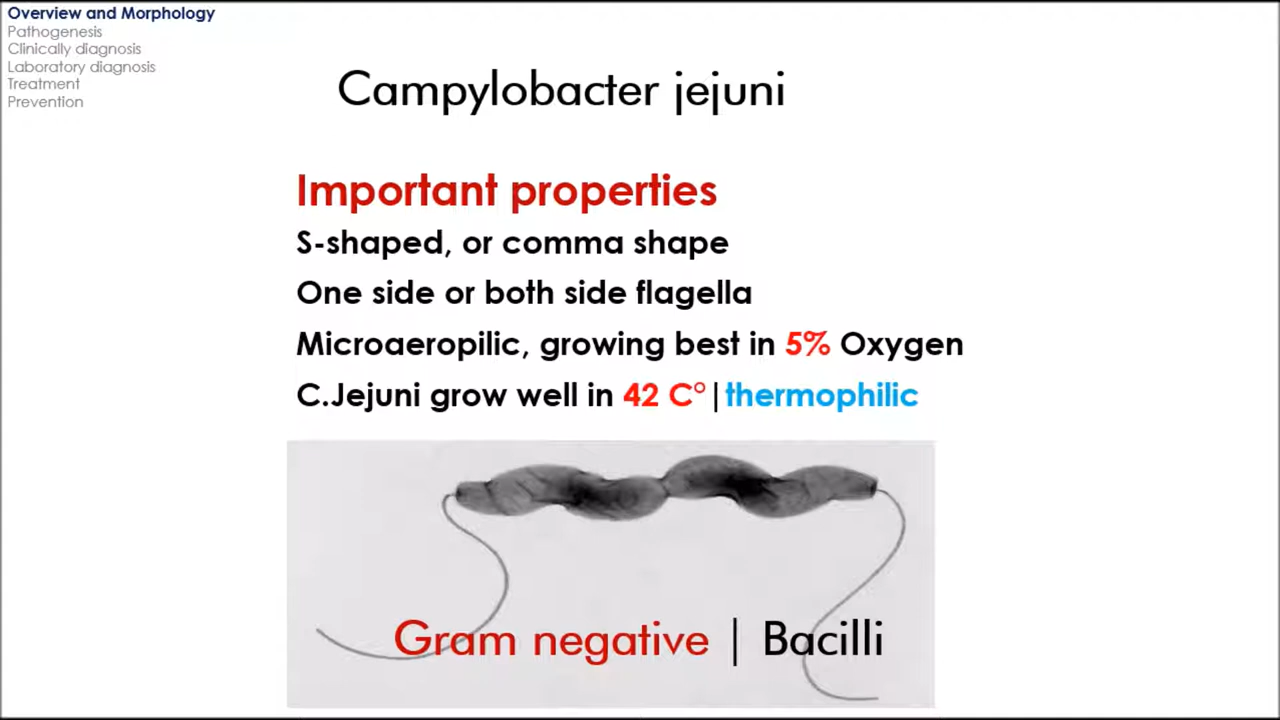 Overview and Morphology
Pathogenesis
Clinically diagnosis
Laboratory diagnosis
Treatment
Prevention
Campylobacter jejuni
Important properties
S-shaped, or comma shape
One side or both side flagella
Microaeropilic, growing best in 5% Oxygen
C.Jejuni grow well in 42 C° | thermophilic
Gram negative | Bacilli